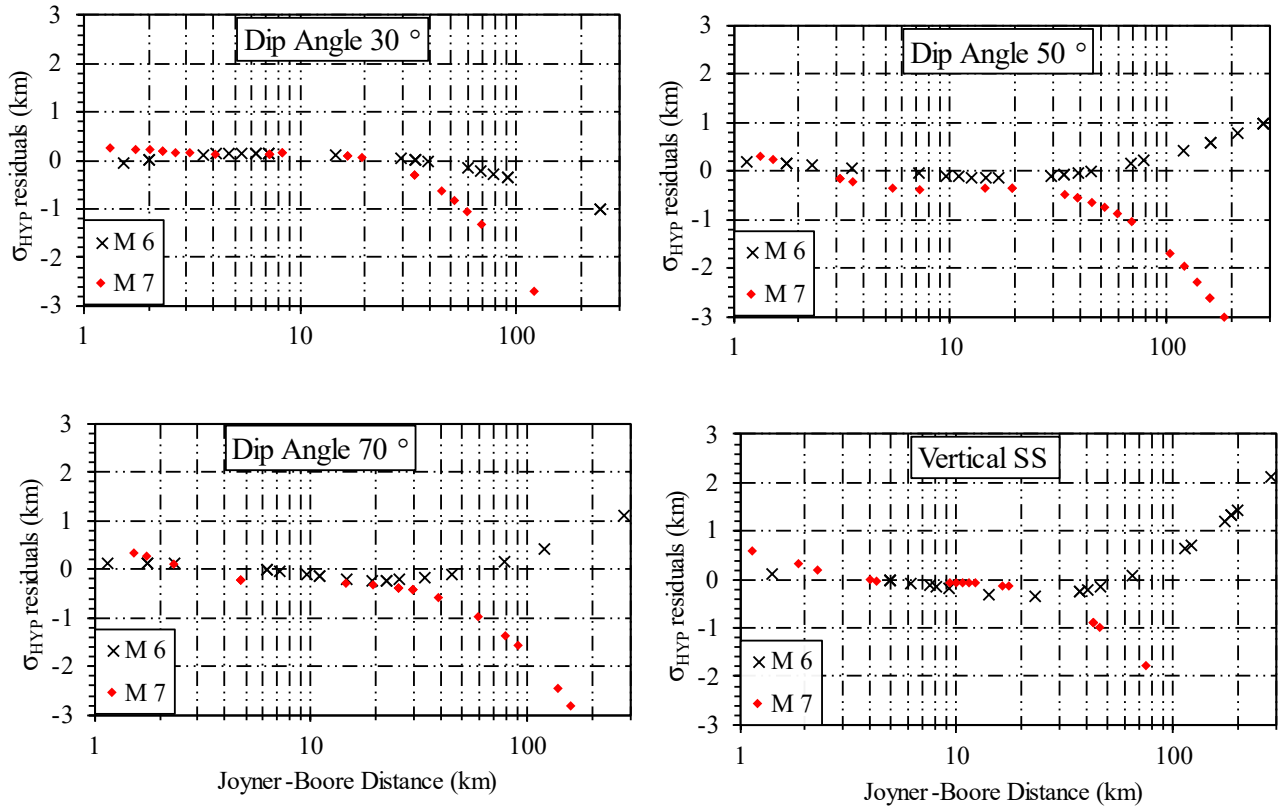 Dip Angle 30 °
σHYP residuals (km)
3
2
1
0
-1
-2
-3
× M 6
◆ M 7
1
10
100
Dip Angle 50 °
σHYP residuals (km)
3
2
1
0
-1
-2
-3
× M 6
◆ M 7
1
10
100
Dip Angle 70 °
σHYP residuals (km)
3
2
1
0
-1
-2
-3
× M 6
◆ M 7
1
10
100
Joyner-Boore Distance (km)
Vertical SS
σHYP residuals (km)
3
2
1
0
-1
-2
-3
× M 6
◆ M 7
1
10
100
Joyner-Boore Distance (km)